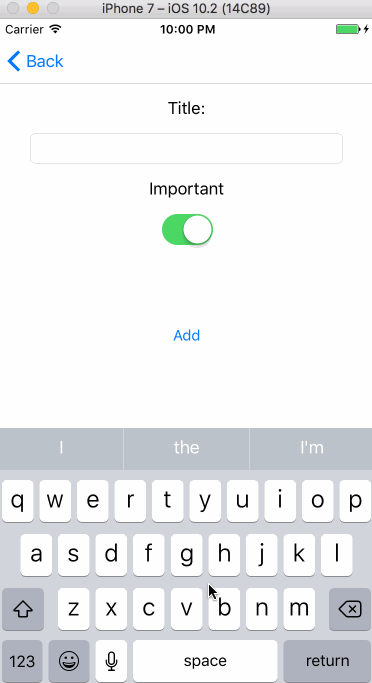 iPhone 7 – iOS 10.2 (14C89)
Carrier 10:00 PM
Back
Title:
Important
Add
I the I'm
q w e r t y u i o p
a s d f g h j k l
z x c v b n m
123 space return